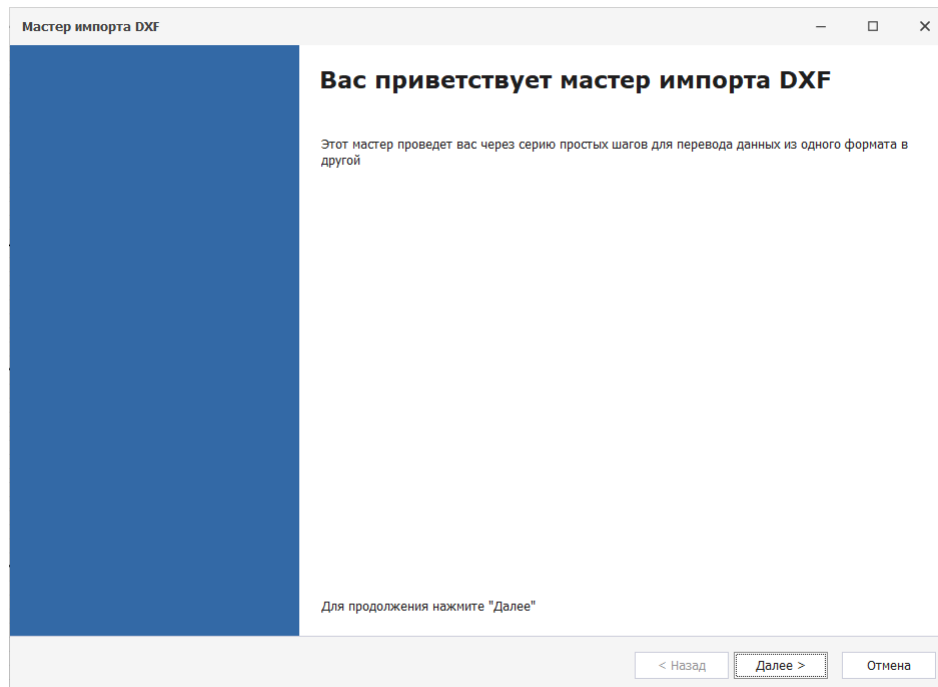 Мастер импорта DXF
Вас приветствует мастер импорта DXF
Этот мастер проведет вас через серию простых шагов для перевода данных из одного формата в
другой
Для продолжения нажмите "Далее"
< Назад Далее > Отмена